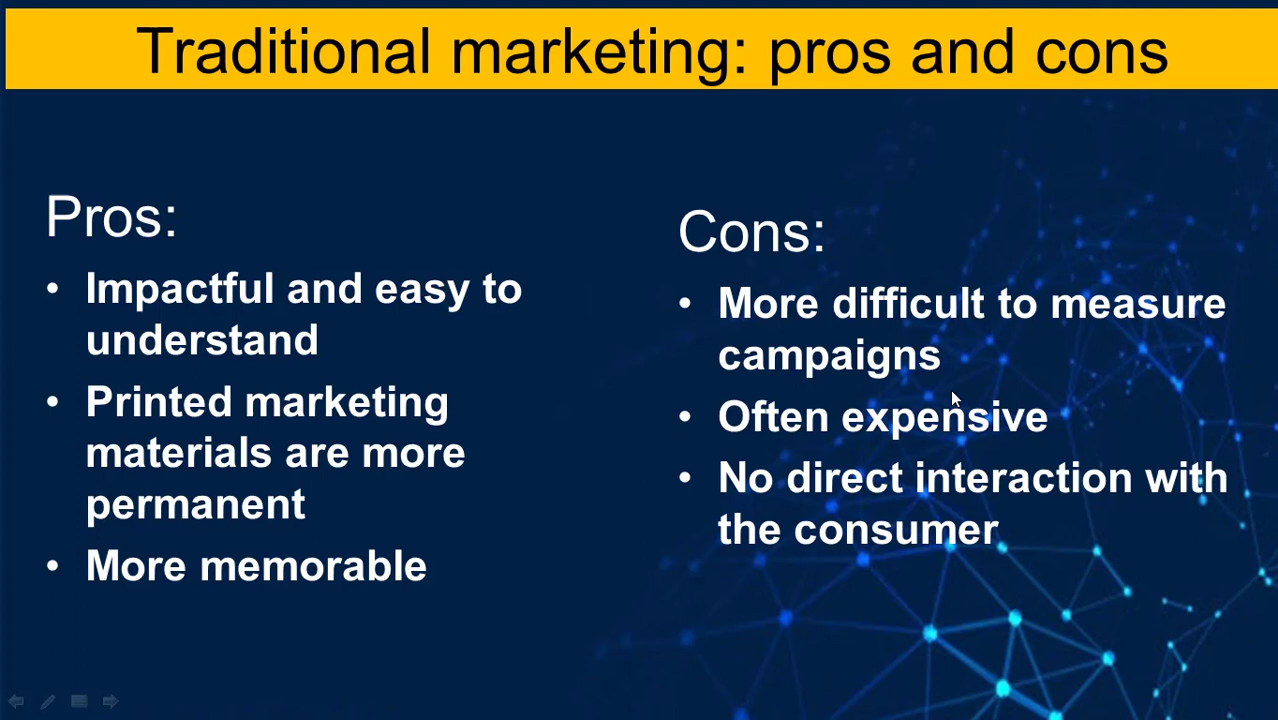 Traditional marketing: pros and cons
Pros:
• Impactful and easy to
understand
• Printed marketing
materials are more
permanent
• More memorable
Cons:
• More difficult to measure
campaigns
• Often expensive
• No direct interaction with
the consumer